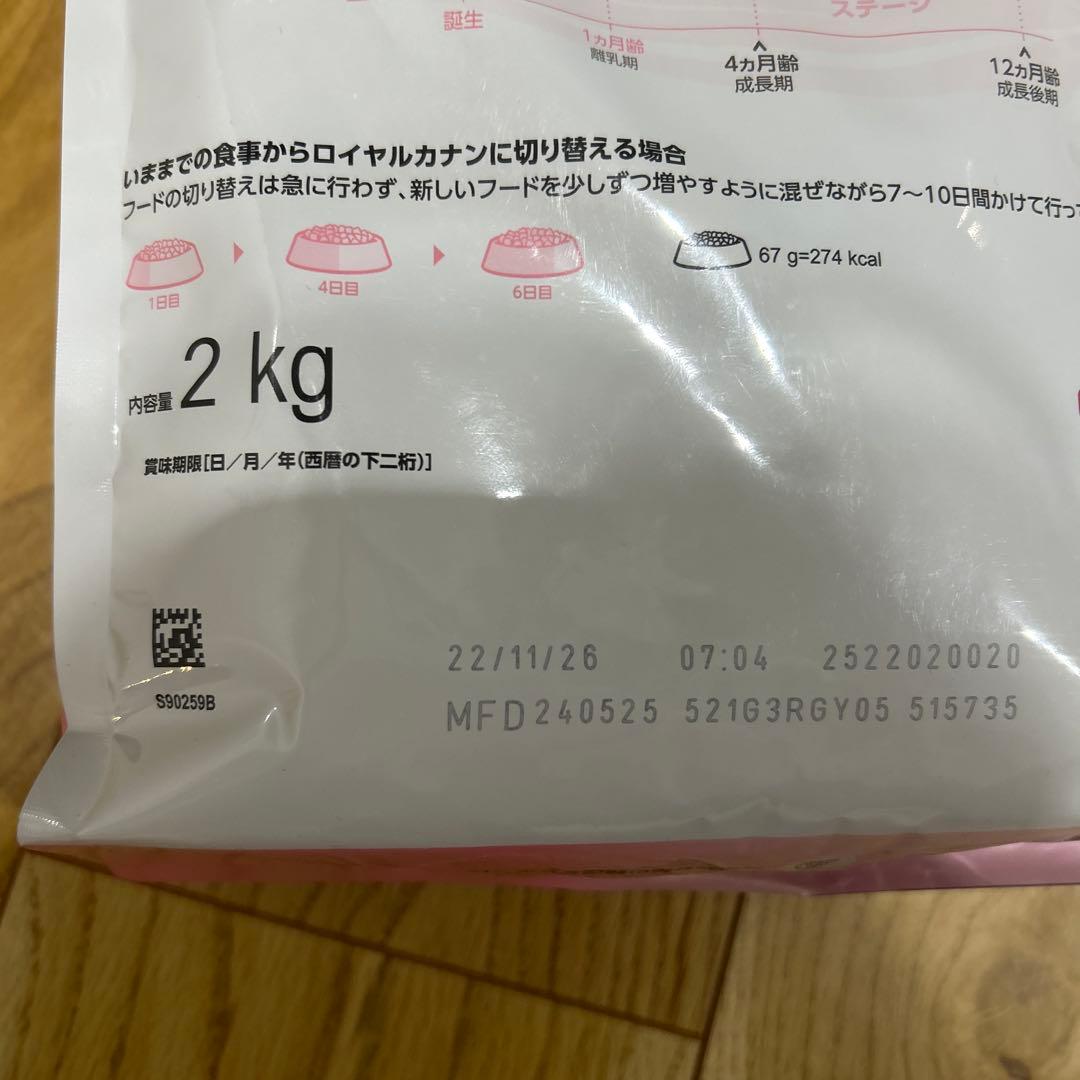 誕生
ステージ
1ヵ月齢
離乳期
4ヵ月齢
成長期
12ヵ月齢
成長後期
いままでの食事からロイヤルカナンに切り替える場合
フードの切り替えは急に行わず、新しいフードを少しずつ増やすように混ぜながら7～10日間かけて行っ
1日目
4日目
6日目
67 g=274 kcal
内容量 2 kg
賞味期限[日／月／年(西暦の下二桁)]
S90259B
22/11/26 07:04 2522020020
MFD 240525 521G3RGY05 515735